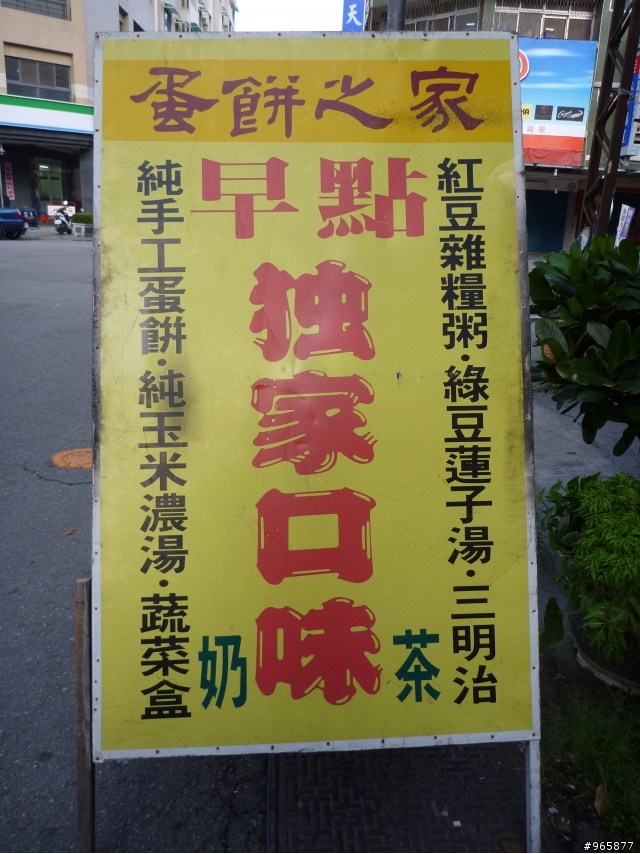 天
蛋餅之家
早點
紅豆雜糧粥·綠豆蓮子湯·三明治
独家口味
純手工蛋餅·純玉米濃湯·蔬菜盒
奶茶
#965877